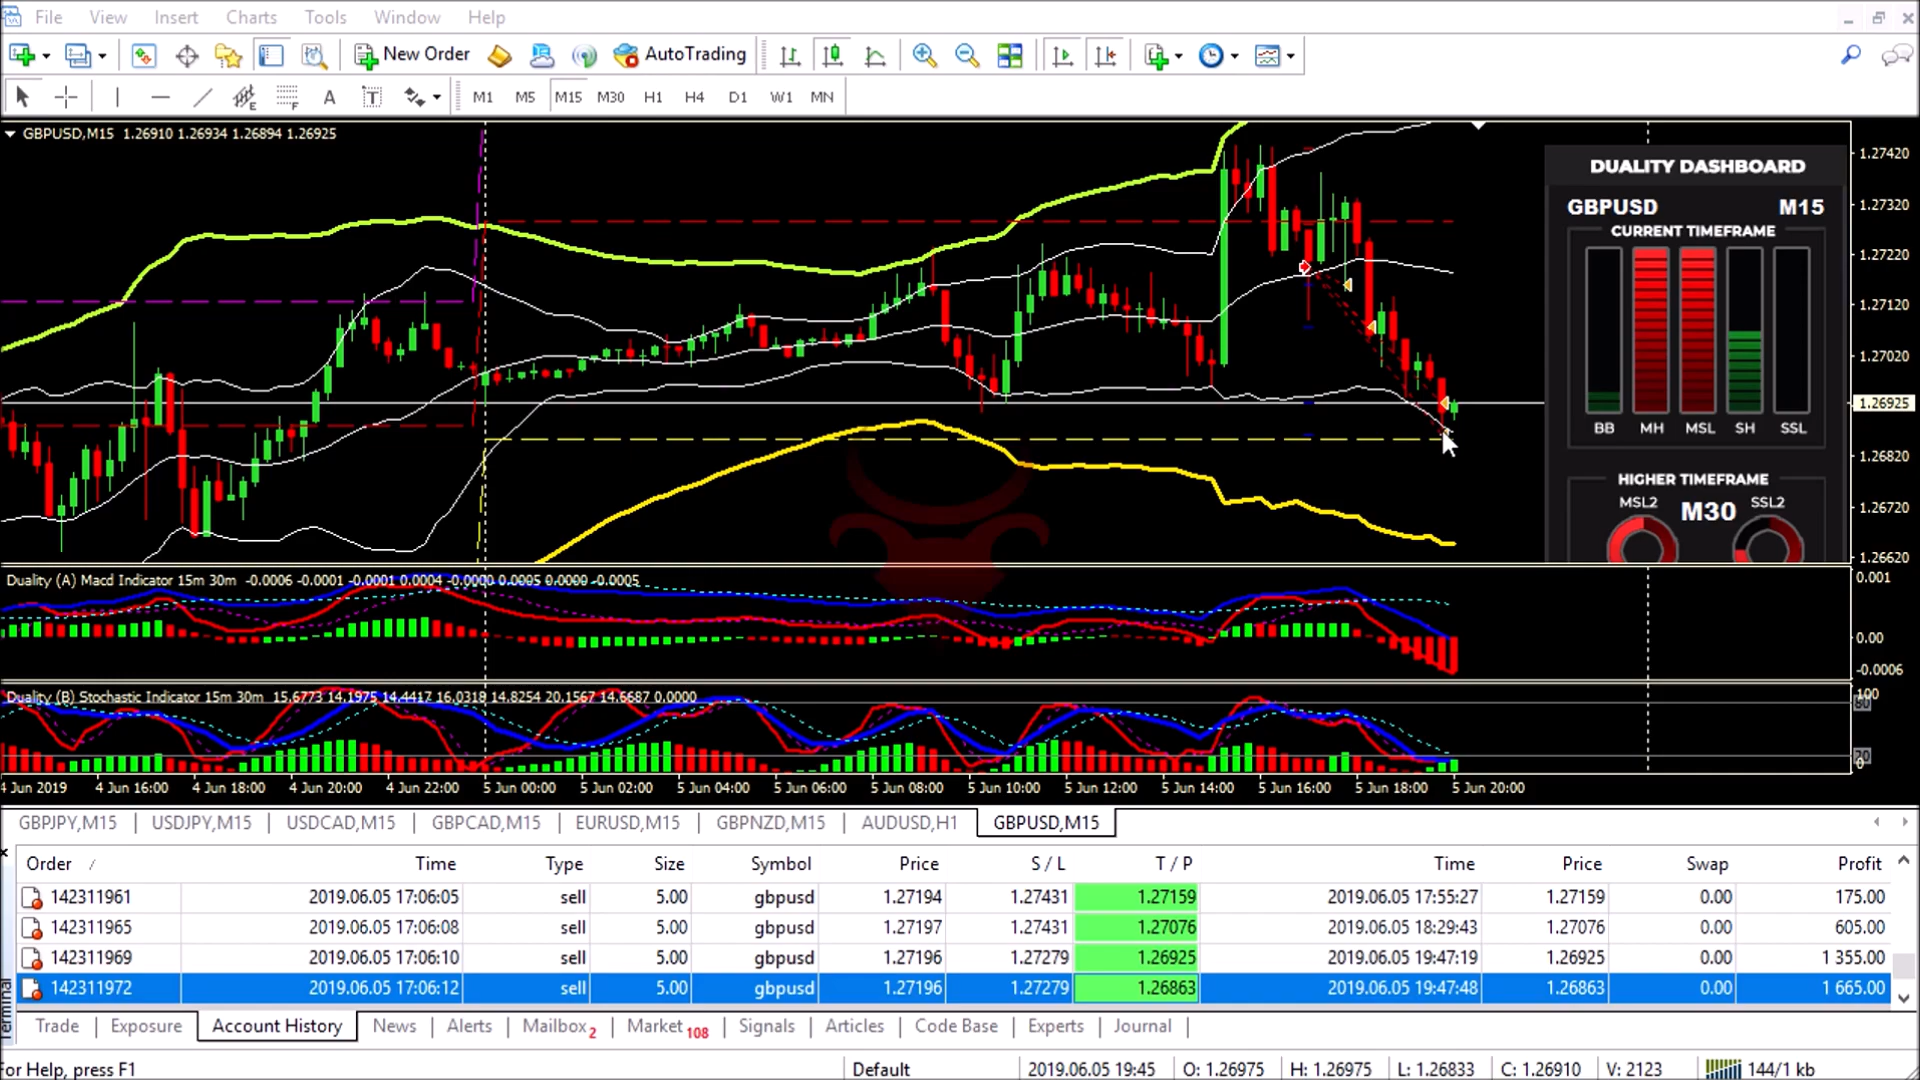 File View Insert Charts Tools Window Help
New Order AutoTrading
E F A T M1 M5 M15 M30 H1 H4 D1 W1 MN
GBPUSD,M15 1.26910 1.26934 1.26894 1.26925
1.27420
1.27320
1.27220
1.27120
1.27020
1.26925
1.26820
1.26720
1.26620
DUALITY DASHBOARD
GBPUSD M15
CURRENT TIMEFRAME
BB MH MSL SH SSL
HIGHER TIMEFRAME
MSL2 M30 SSL2
Duality (A) Macd Indicator 15m 30m -0.0006 -0.0001 -0.0001 0.0004 -0.0000 0.0005 0.0000 -0.0005
0.001
0.00
-0.0006
Duality (B) Stochastic Indicator 15m 30m 15.6773 14.1975 14.4417 16.0318 14.8254 20.1567 14.6687 0.0000
100
80
20
0
4 Jun 2019 4 Jun 16:00 4 Jun 18:00 4 Jun 20:00 4 Jun 22:00 5 Jun 00:00 5 Jun 02:00 5 Jun 04:00 5 Jun 06:00 5 Jun 08:00 5 Jun 10:00 5 Jun 12:00 5 Jun 14:00 5 Jun 16:00 5 Jun 18:00 5 Jun 20:00
GBPJPY,M15 USDJPY,M15 USDCAD,M15 GBPCAD,M15 EURUSD,M15 GBPNZD,M15 AUDUSD,H1 GBPUSD,M15
Order / Time Type Size Symbol Price S / L T / P Time Price Swap Profit
142311961 2019.06.05 17:06:05 sell 5.00 gbpusd 1.27194 1.27431 1.27159 2019.06.05 17:55:27 1.27159 0.00 175.00
142311965 2019.06.05 17:06:08 sell 5.00 gbpusd 1.27197 1.27431 1.27076 2019.06.05 18:29:43 1.27076 0.00 605.00
142311969 2019.06.05 17:06:10 sell 5.00 gbpusd 1.27196 1.27279 1.26925 2019.06.05 19:47:19 1.26925 0.00 1 355.00
142311972 2019.06.05 17:06:12 sell 5.00 gbpusd 1.27196 1.27279 1.26863 2019.06.05 19:47:48 1.26863 0.00 1 665.00
Terminal
Trade Exposure Account History News Alerts Mailbox 2 Market 108 Signals Articles Code Base Experts Journal
For Help, press F1 Default 2019.06.05 19:45 O: 1.26975 H: 1.26975 L: 1.26833 C: 1.26910 V: 2123 144/1 kb